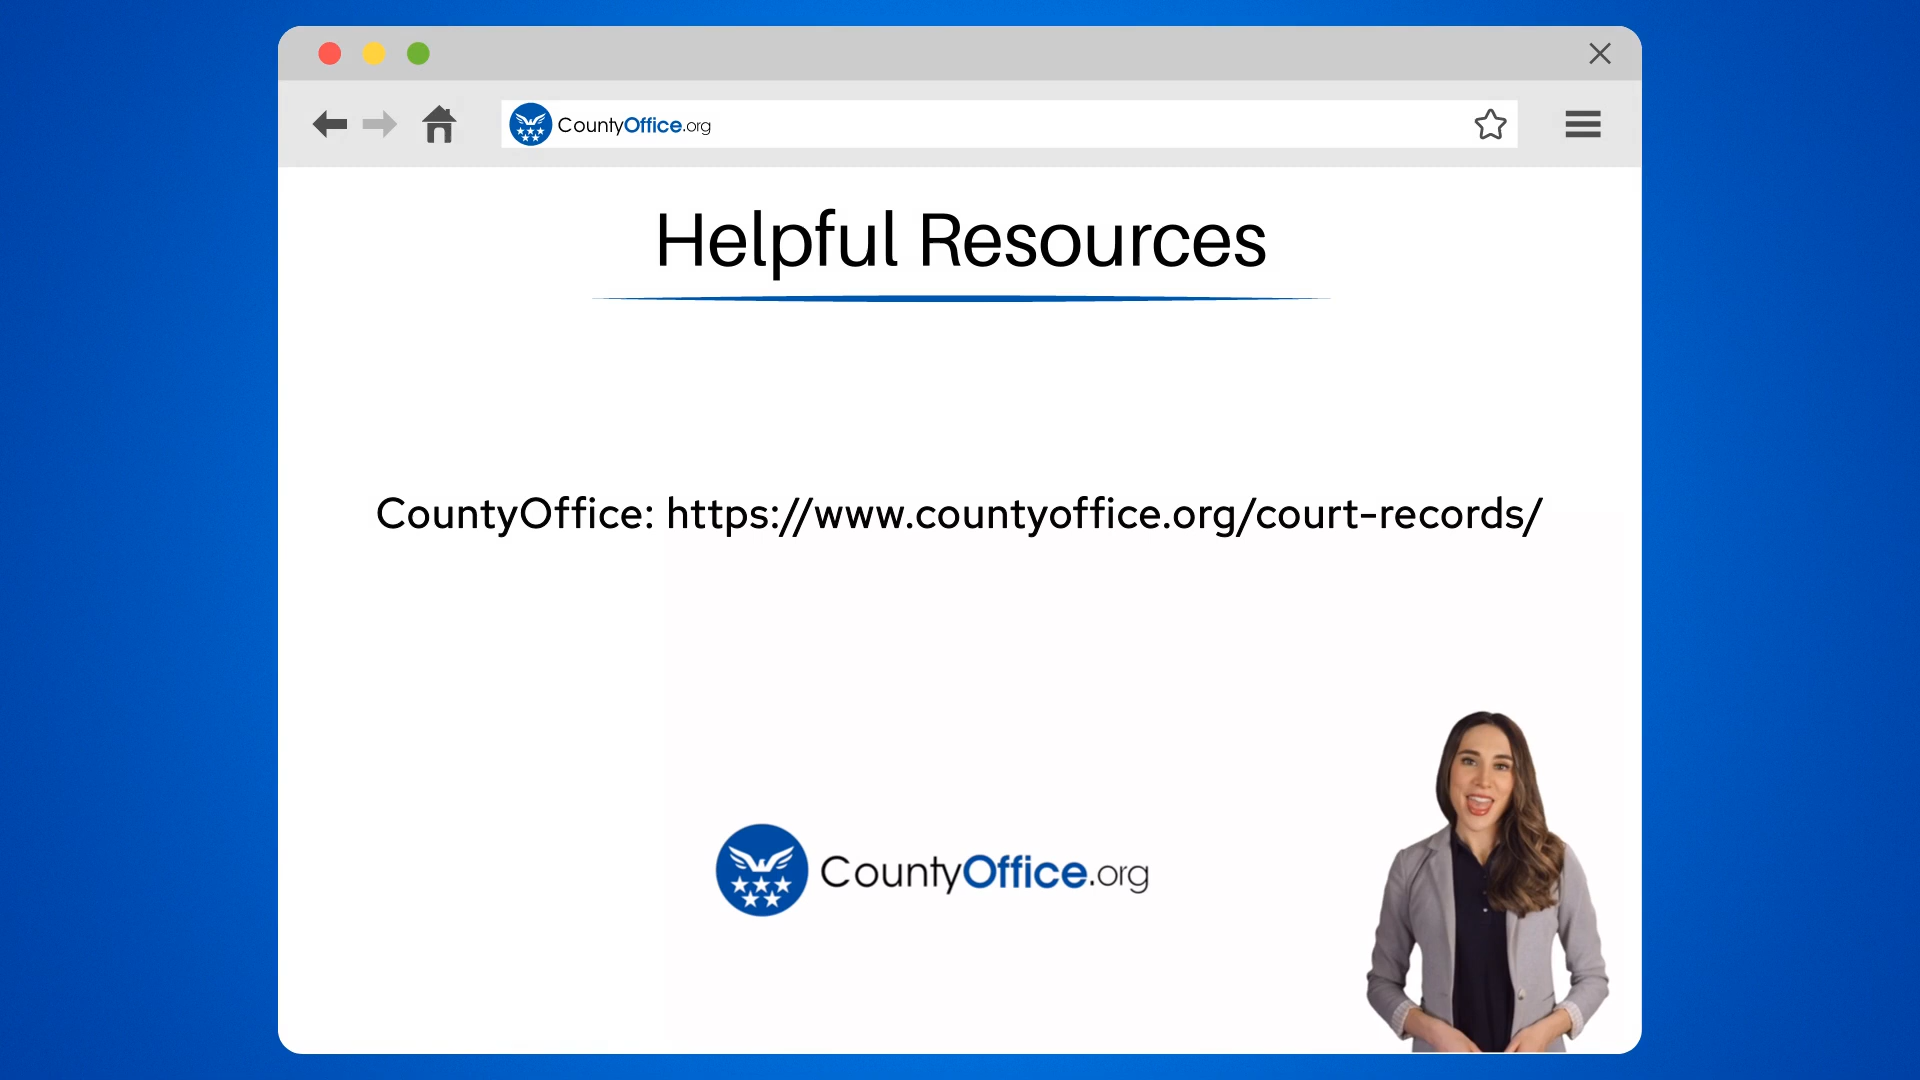 CountyOffice.org
Helpful Resources
CountyOffice: https://www.countyoffice.org/court-records/
CountyOffice.org